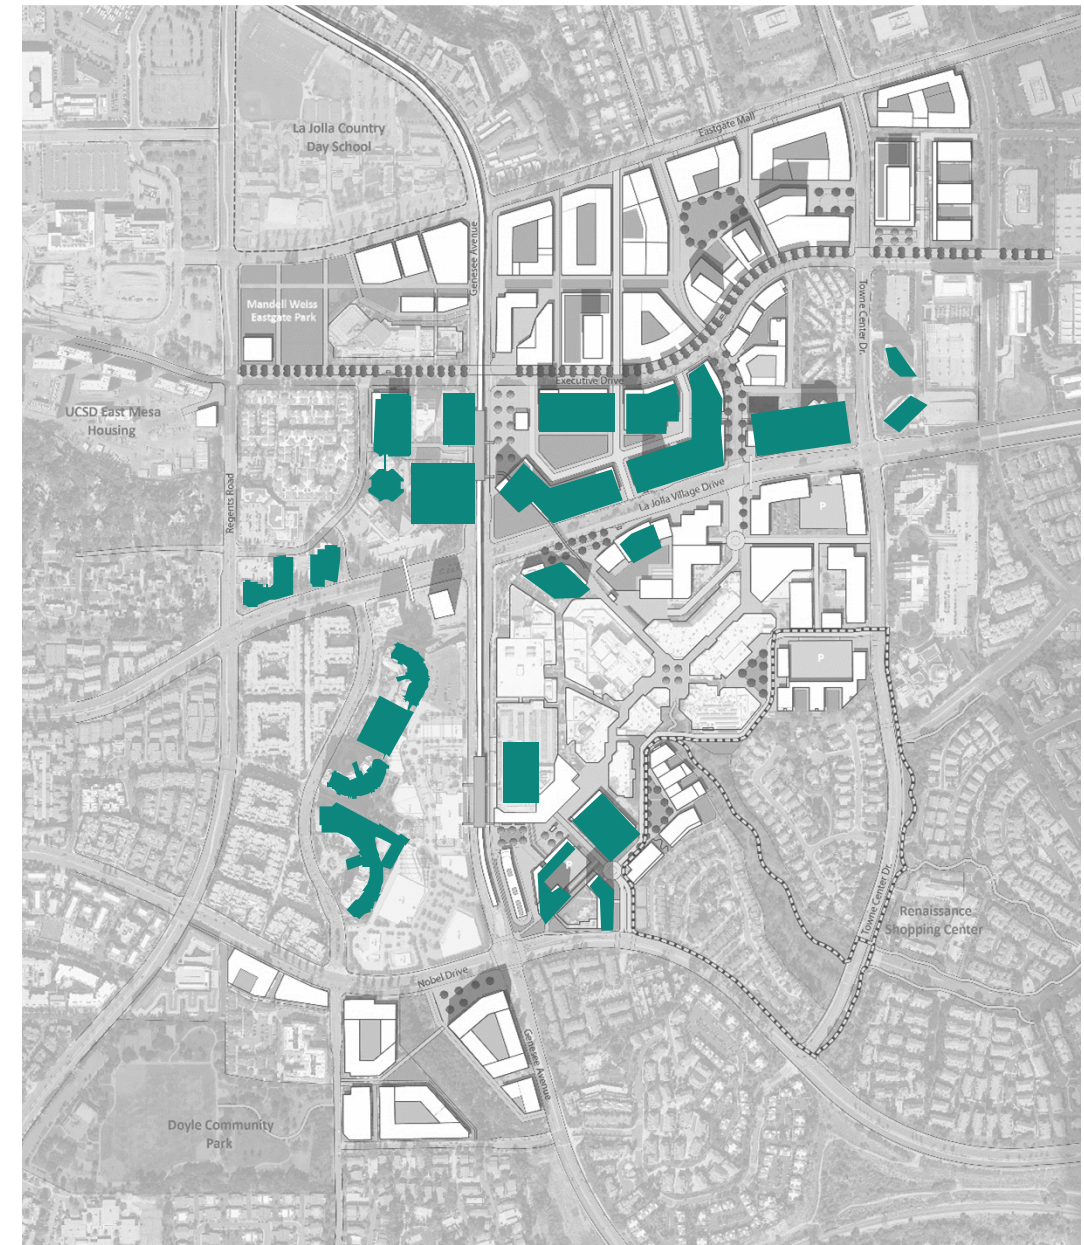 La Jolla Country
Day School
Eastgate Mall
Genesee Avenue
Mandell Weiss
Eastgate Park
Towne Center Dr.
Executive Drive
UCSD East Mesa
Housing
Regents Road
La Jolla Village Drive
P
P
P
Towne Center Dr.
Renaissance
Shopping Center
Nobel Drive
Genesee Avenue
Doyle Community
Park